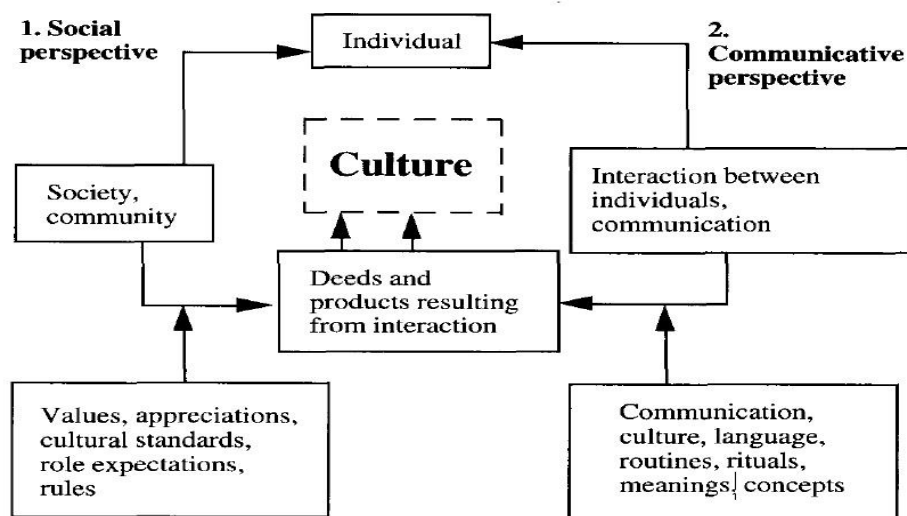 1. Social
perspective
Individual
2.
Communicative
perspective
Culture
Society,
community
Interaction between
individuals,
communication
Deeds and
products resulting
from interaction
Values, appreciations,
cultural standards,
role expectations,
rules
Communication,
culture, language,
routines, rituals,
meanings, concepts